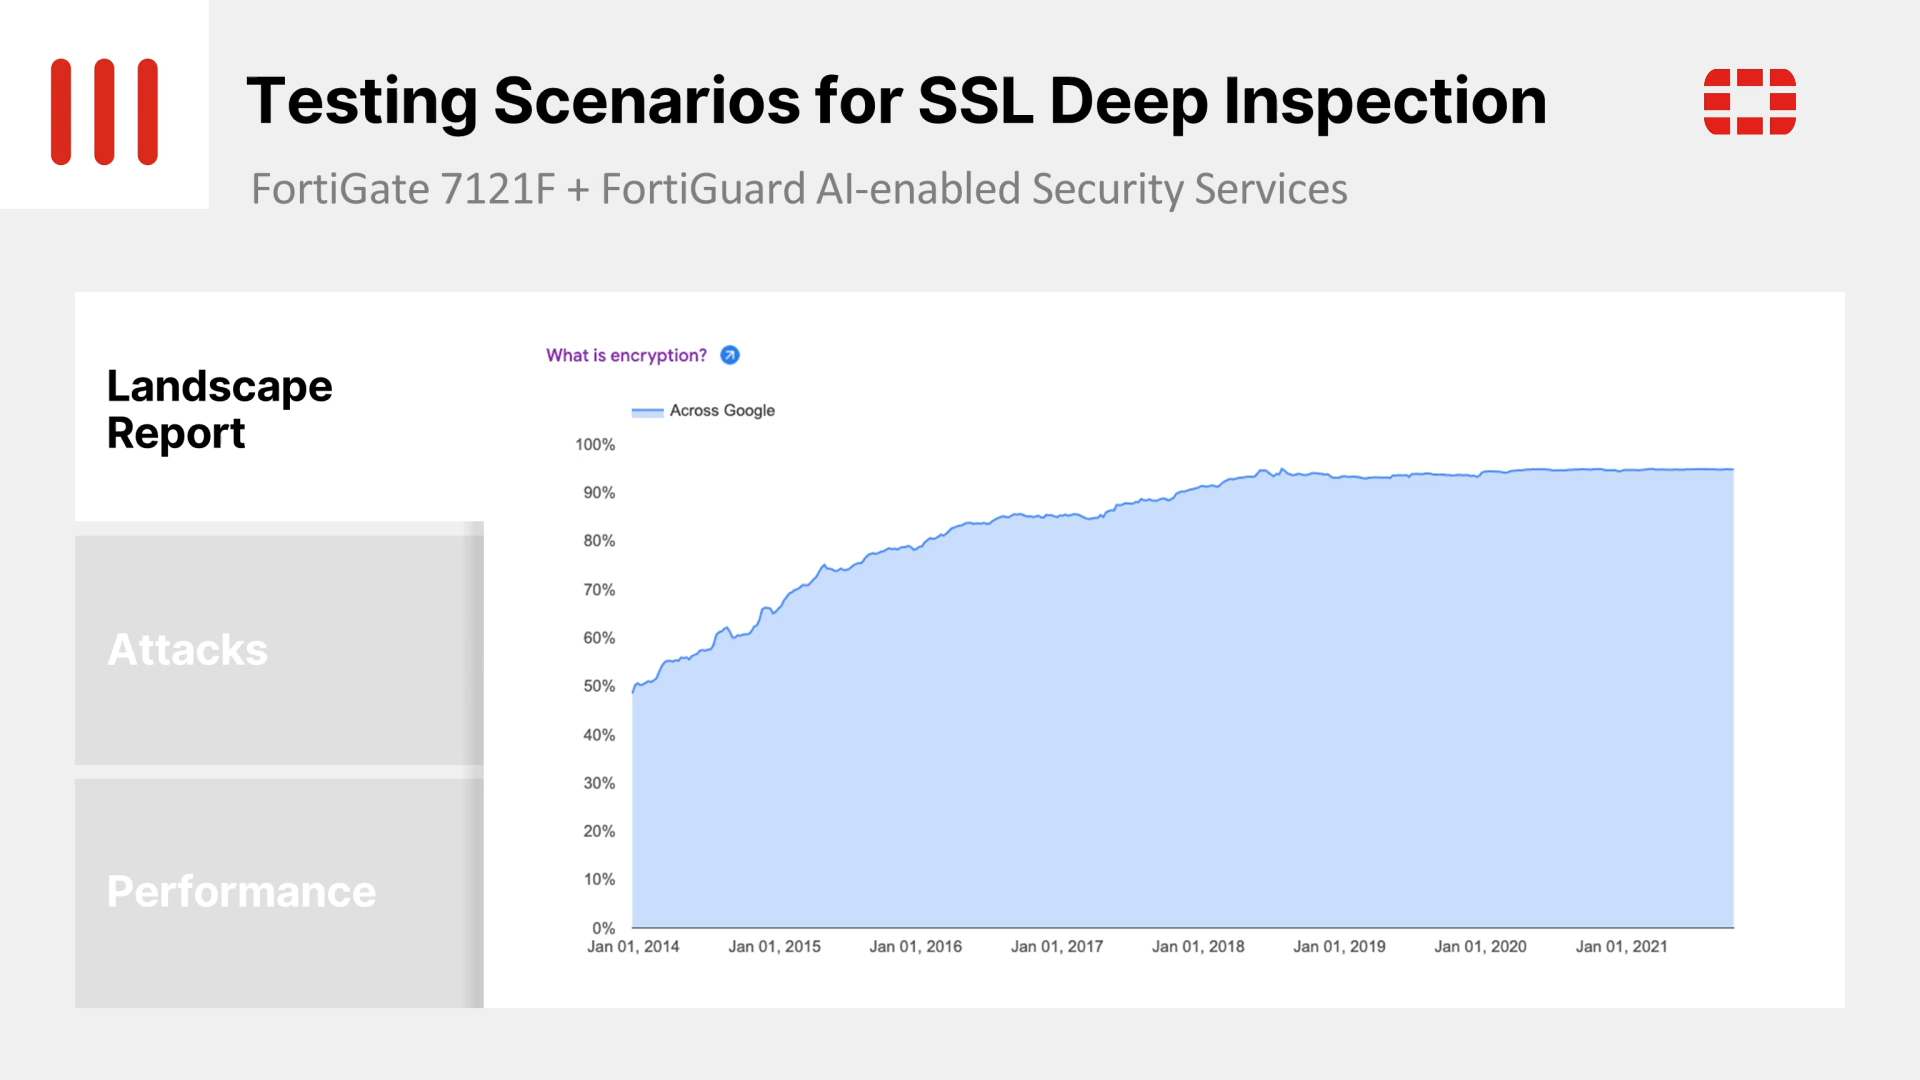 Testing Scenarios for SSL Deep Inspection
FortiGate 7121F + FortiGuard AI-enabled Security Services
Landscape
Report
Attacks
Performance
What is encryption?
Across Google
100%
90%
80%
70%
60%
50%
40%
30%
20%
10%
0%
Jan 01, 2014
Jan 01, 2015
Jan 01, 2016
Jan 01, 2017
Jan 01, 2018
Jan 01, 2019
Jan 01, 2020
Jan 01, 2021